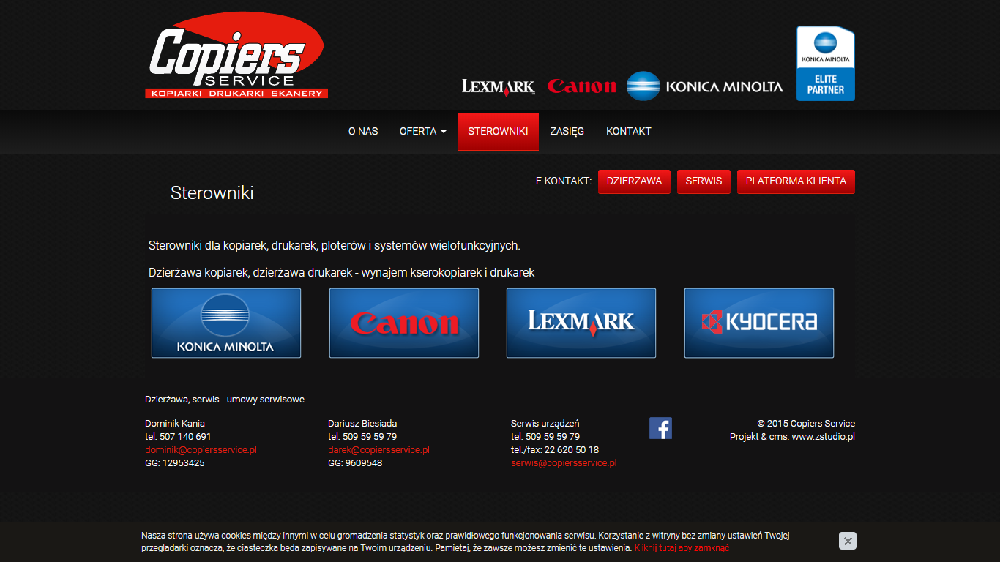 Copiers
SERVICE
KOPIARKI DRUKARKI SKANERY
LEXMARK Canon KONICA MINOLTA
KONICA MINOLTA
ELITE
PARTNER
O NAS OFERTA STEROWNIKI ZASIĘG KONTAKT
E-KONTAKT: DZIERŻAWA SERWIS PLATFORMA KLIENTA
Sterowniki
Sterowniki dla kopiarek, drukarek, ploterów i systemów wielofunkcyjnych.
Dzierżawa kopiarek, dzierżawa drukarek - wynajem kserokopiarek i drukarek
KONICA MINOLTA Canon LEXMARK KYOCERA
Dzierżawa, serwis - umowy serwisowe
Dominik Kania
tel: 507 140 691
dominik@copiersservice.pl
GG: 12953425
Dariusz Biesiada
tel: 509 59 59 79
darek@copiersservice.pl
GG: 9609548
Serwis urządzeń
tel: 509 59 59 79
tel./fax: 22 620 50 18
serwis@copiersservice.pl
© 2015 Copiers Service
Projekt & cms: www.zstudio.pl
Nasza strona używa cookies między innymi w celu gromadzenia statystyk oraz prawidłowego funkcjonowania serwisu. Korzystanie z witryny bez zmiany ustawień Twojej
przegladarki oznacza, że ciasteczka będa zapisywane na Twoim urządzeniu. Pamietaj, że zawsze możesz zmienić te ustawienia. Kliknij tutaj aby zamknąć